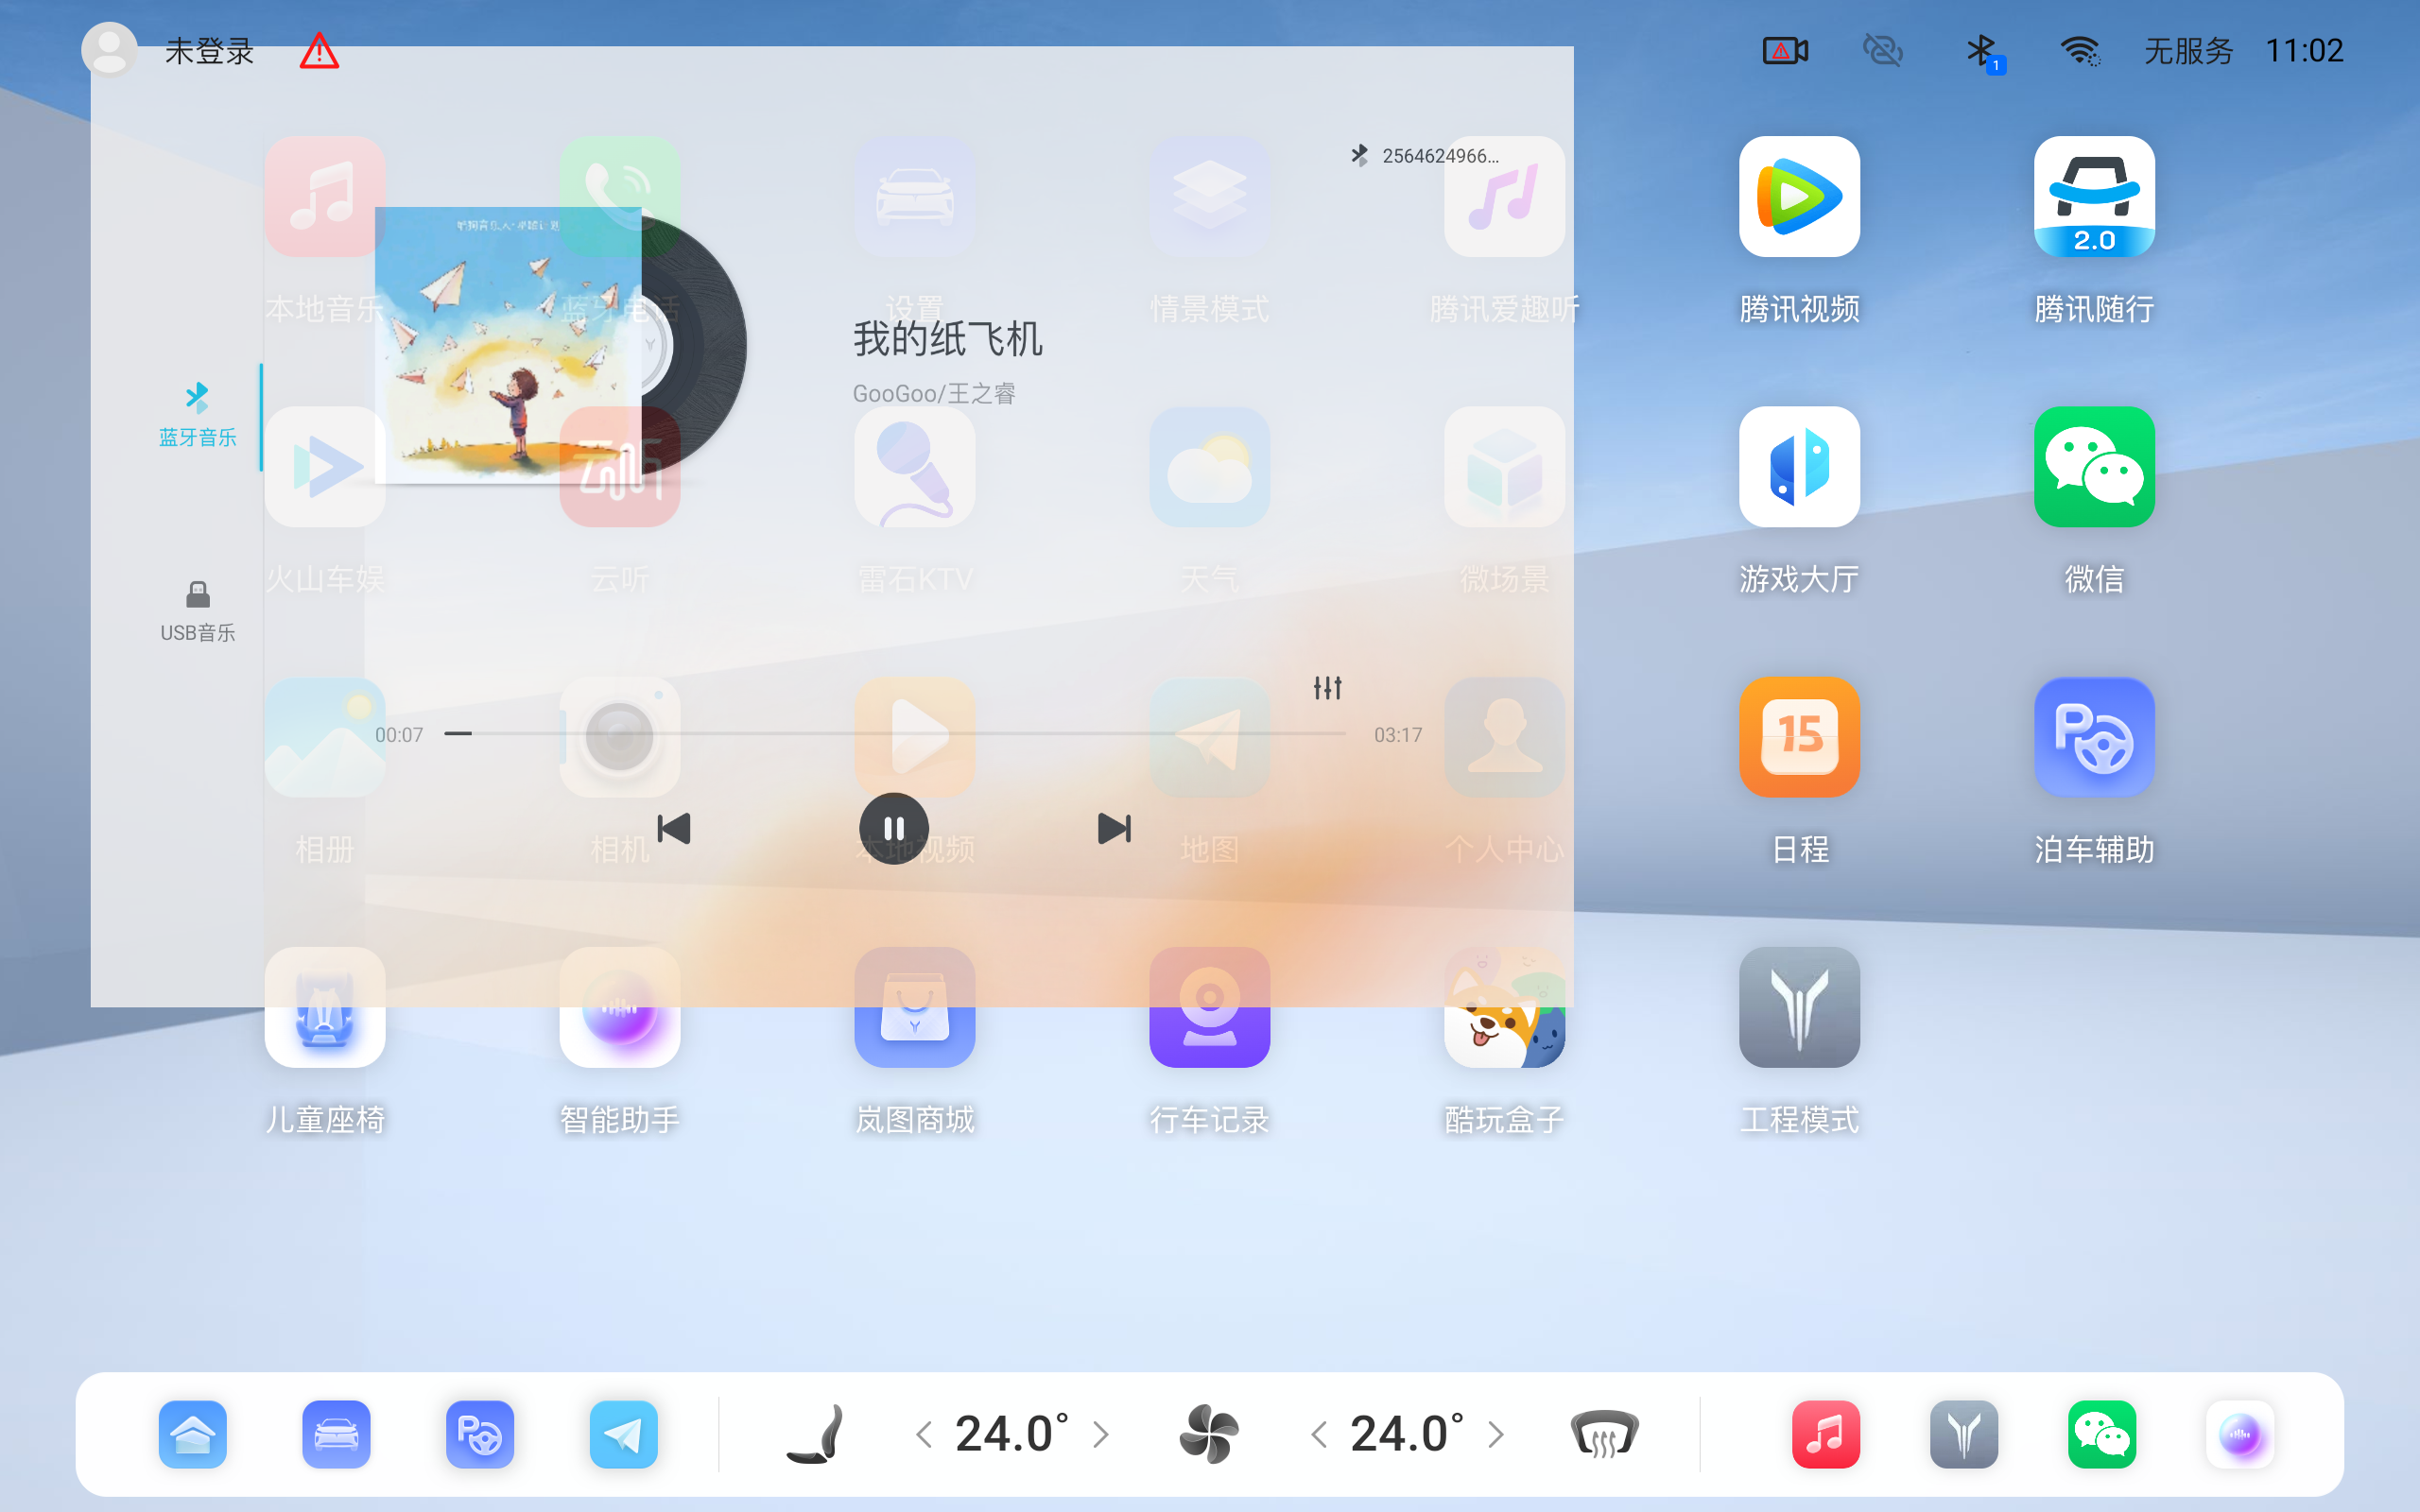 未登录
无服务 11:02
1
2564624966...
本地音乐
蓝牙电话
设置
情景模式
腾讯爱趣听
腾讯视频
2.0
腾讯随行
我的纸飞机
GooGoo/王之睿
蓝牙音乐
云听
火山车娱
云听
雷石KTV
天气
微场景
游戏大厅
微信
USB音乐
00:07
03:17
15
相册
相机
本地视频
地图
个人中心
日程
泊车辅助
儿童座椅
智能助手
岚图商城
行车记录
酷玩盒子
工程模式
24.0°
24.0°